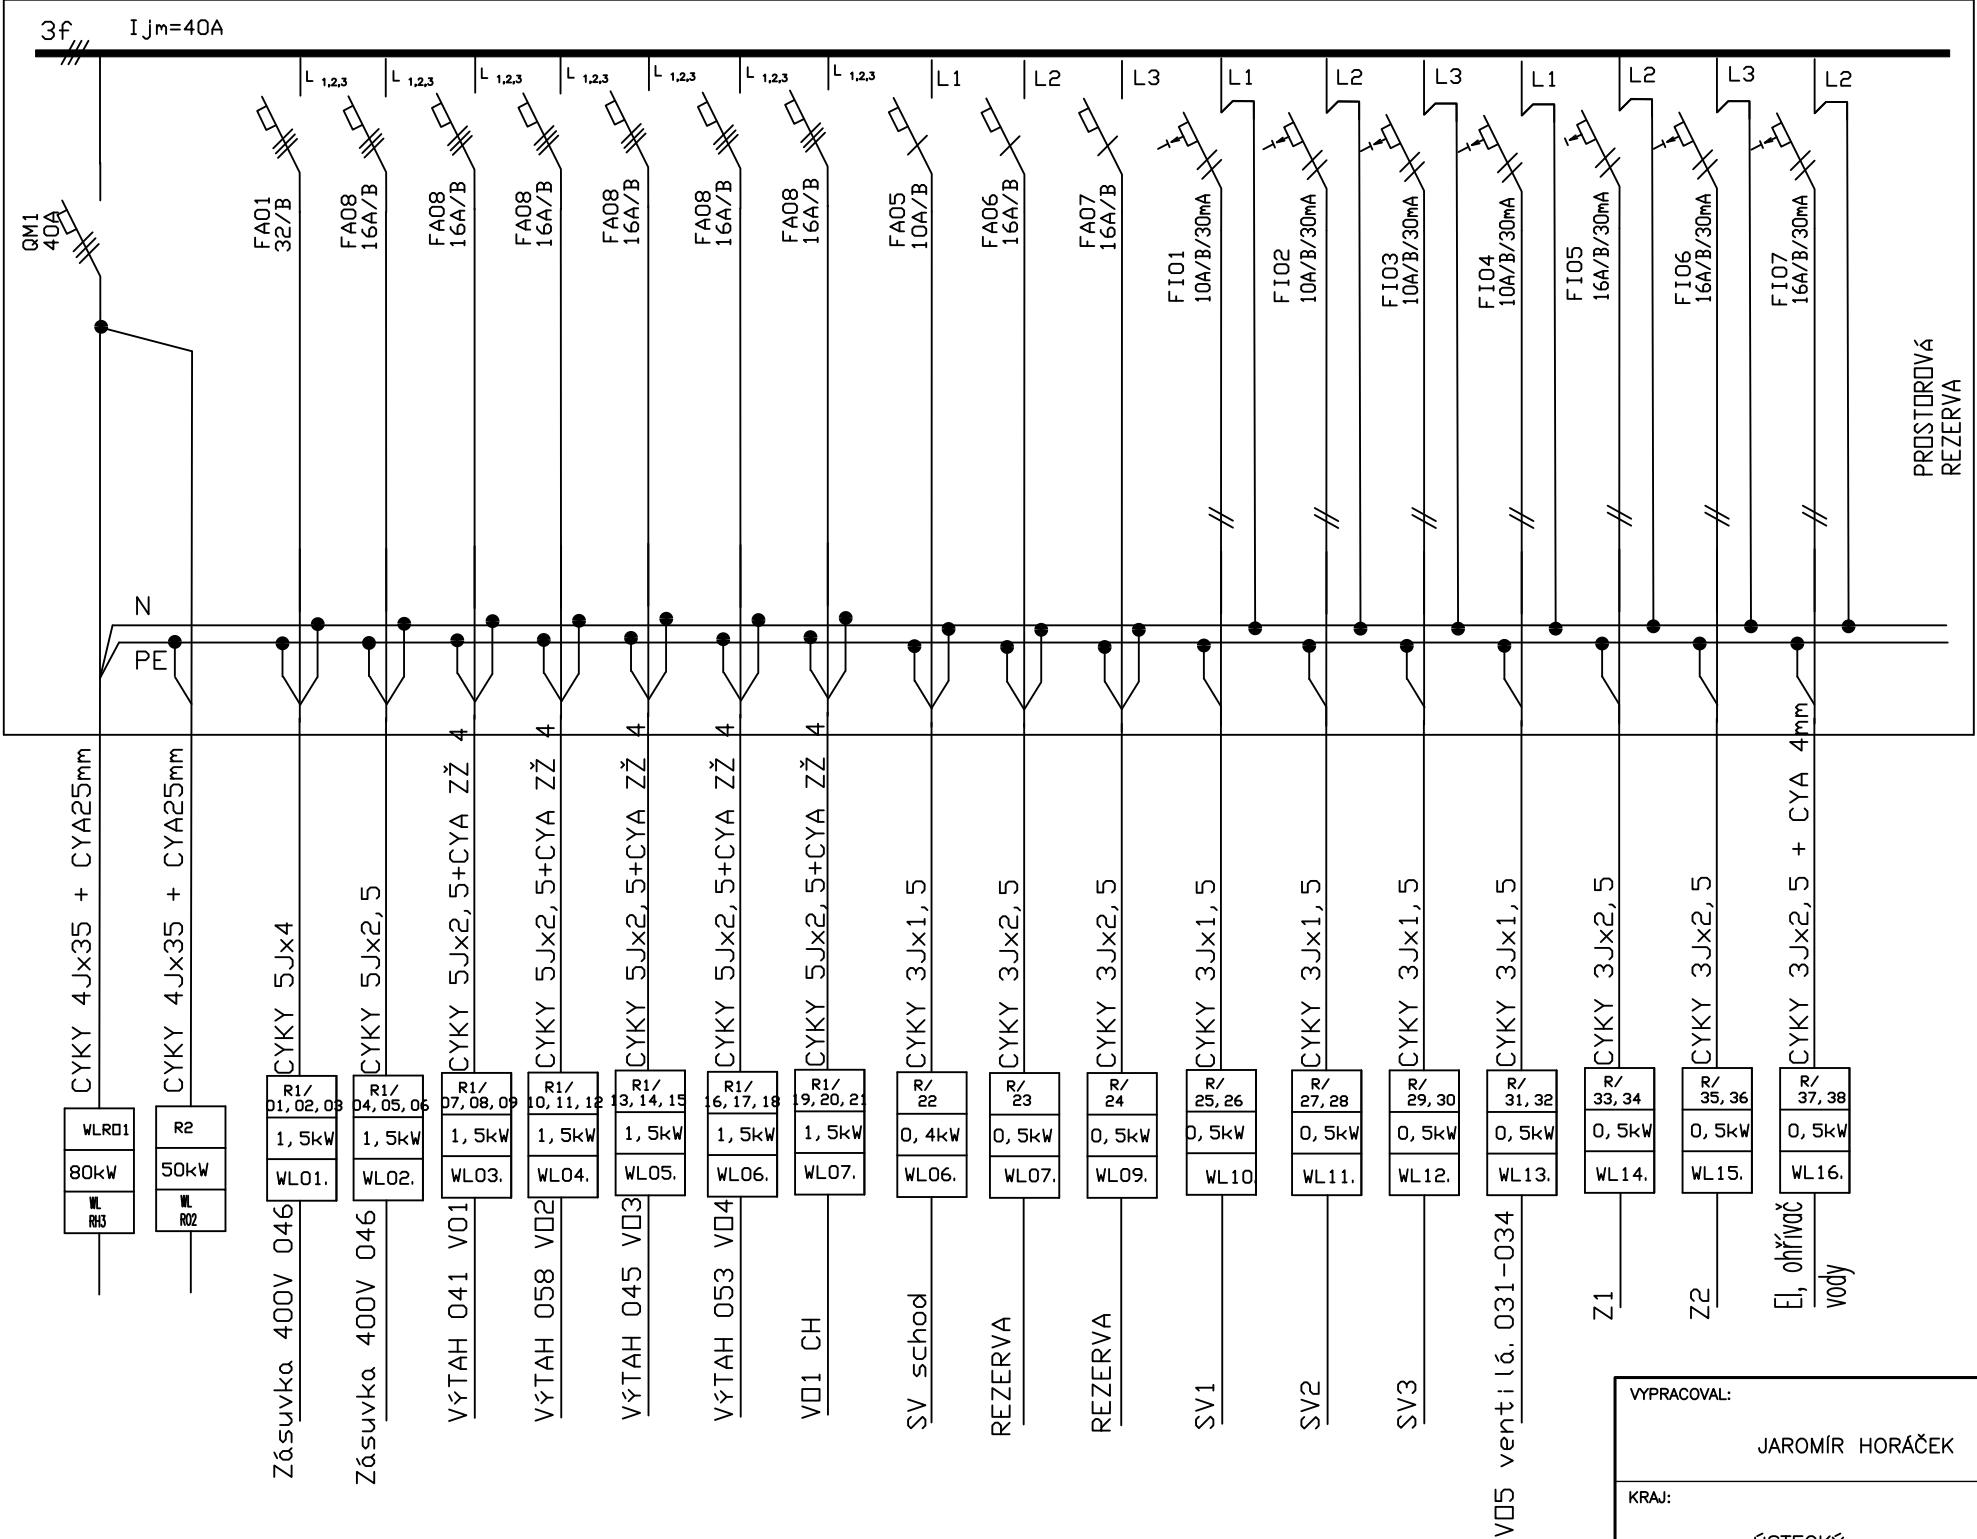 3f
Ijm=40A
L 1,2,3
L 1,2,3
L 1,2,3
L 1,2,3
L 1,2,3
L 1,2,3
L 1,2,3
L1
L2
L3
L1
L2
L3
L1
L2
L3
L2
QM1
40A
FA01
32/B
FA08
16A/B
FA08
16A/B
FA08
16A/B
FA08
16A/B
FA08
16A/B
FA08
16A/B
FA05
10A/B
FA06
16A/B
FA07
16A/B
FI01
10A/B/30mA
FI02
10A/B/30mA
FI03
10A/B/30mA
FI04
10A/B/30mA
FI05
16A/B/30mA
FI06
16A/B/30mA
FI07
16A/B/30mA
PROSTOROVÁ
REZERVA
N
PE
CYKY 4Jx35 + CYA25mm
CYKY 4Jx35 + CYA25mm
CYKY 5Jx4
CYKY 5Jx2,5
CYKY 5Jx2,5+CYA ZŽ 4
CYKY 5Jx2,5+CYA ZŽ 4
CYKY 5Jx2,5+CYA ZŽ 4
CYKY 5Jx2,5+CYA ZŽ 4
CYKY 5Jx2,5+CYA ZŽ 4
CYKY 3Jx1,5
CYKY 3Jx2,5
CYKY 3Jx2,5
CYKY 3Jx1,5
CYKY 3Jx1,5
CYKY 3Jx1,5
CYKY 3Jx1,5
CYKY 3Jx2,5
CYKY 3Jx2,5
CYKY 3Jx2,5 + CYA 4mm
WLRO1
80kW
WL
RH3
R2
50kW
WL
R02
R1/
01,02,03
1,5kW
WL01.
R1/
04,05,06
1,5kW
WL02.
R1/
07,08,09
1,5kW
WL03.
R1/
10,11,12
1,5kW
WL04.
R1/
13,14,15
1,5kW
WL05.
R1/
16,17,18
1,5kW
WL06.
R1/
19,20,21
1,5kW
WL07.
R/
22
0,4kW
WL06.
R/
23
0,5kW
WL07.
R/
24
0,5kW
WL09.
R/
25,26
0,5kW
WL10.
R/
27,28
0,5kW
WL11.
R/
29,30
0,5kW
WL12.
R/
31,32
0,5kW
WL13.
R/
33,34
0,5kW
WL14.
R/
35,36
0,5kW
WL15.
R/
37,38
0,5kW
WL16.
Zásuvka 400V 046
Zásuvka 400V 046
VÝTAH 041 VO1
VÝTAH 058 VO2
VÝTAH 045 VO3
VÝTAH 053 VO4
VO1 CH
SV schod
REZERVA
REZERVA
SV1
SV2
SV3
VO5 ventilá. 031-034
Z1
Z2
El, ohřívač
vody
VYPRACOVAL:
JAROMÍR HORÁČEK
KRAJ: